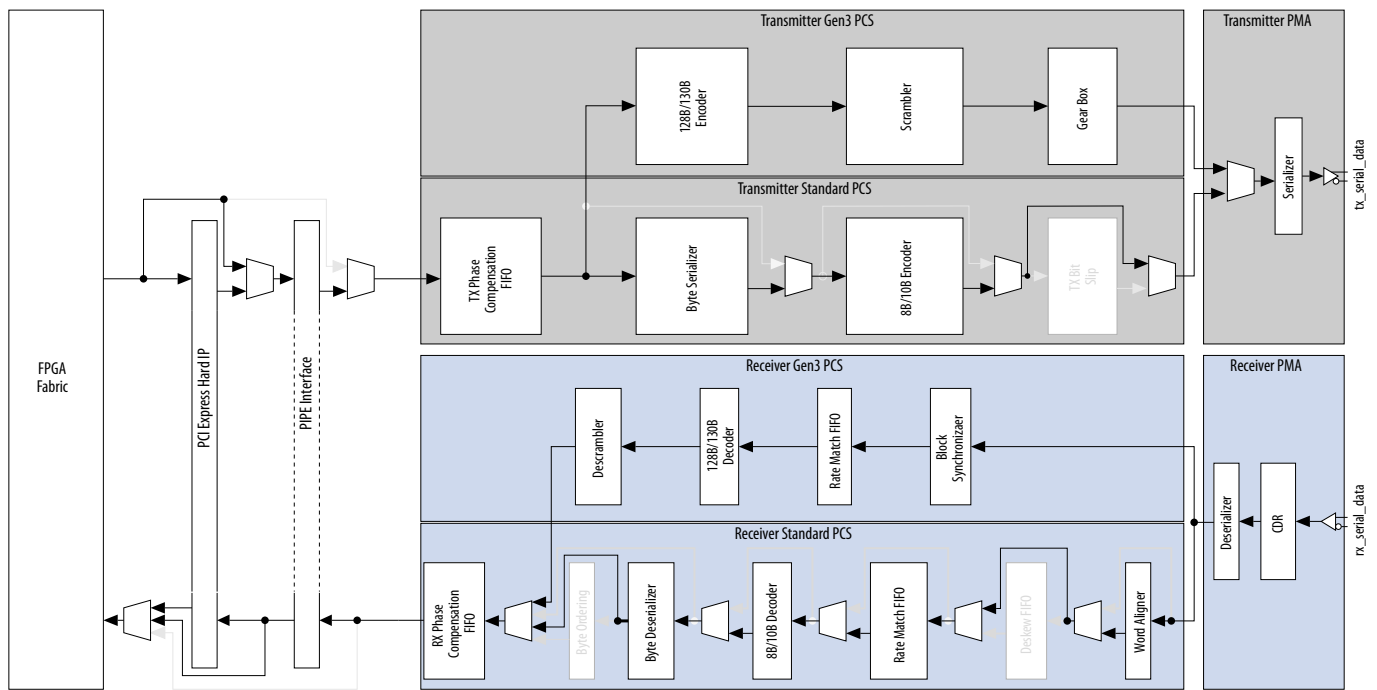 Transmitter Gen3 PCS
Transmitter PMA
128B/130B
Encoder
Scrambler
Gear Box
Serializer
tx_serial_data
Transmitter Standard PCS
TX Phase
Compensation
FIFO
Byte Serializer
8B/10B Encoder
TX Bit
Slip
FPGA
Fabric
PCI Express Hard IP
PIPE Interface
Receiver Gen3 PCS
Receiver PMA
Descrambler
128B/130B
Decoder
Rate Match FIFO
Block
Synchronizaer
Deserializer
CDR
rx_serial_data
Receiver Standard PCS
RX Phase
Compensation
FIFO
Byte Ordering
Byte Deserializer
8B/10B Decoder
Rate Match FIFO
Deskew FIFO
Word Aligner